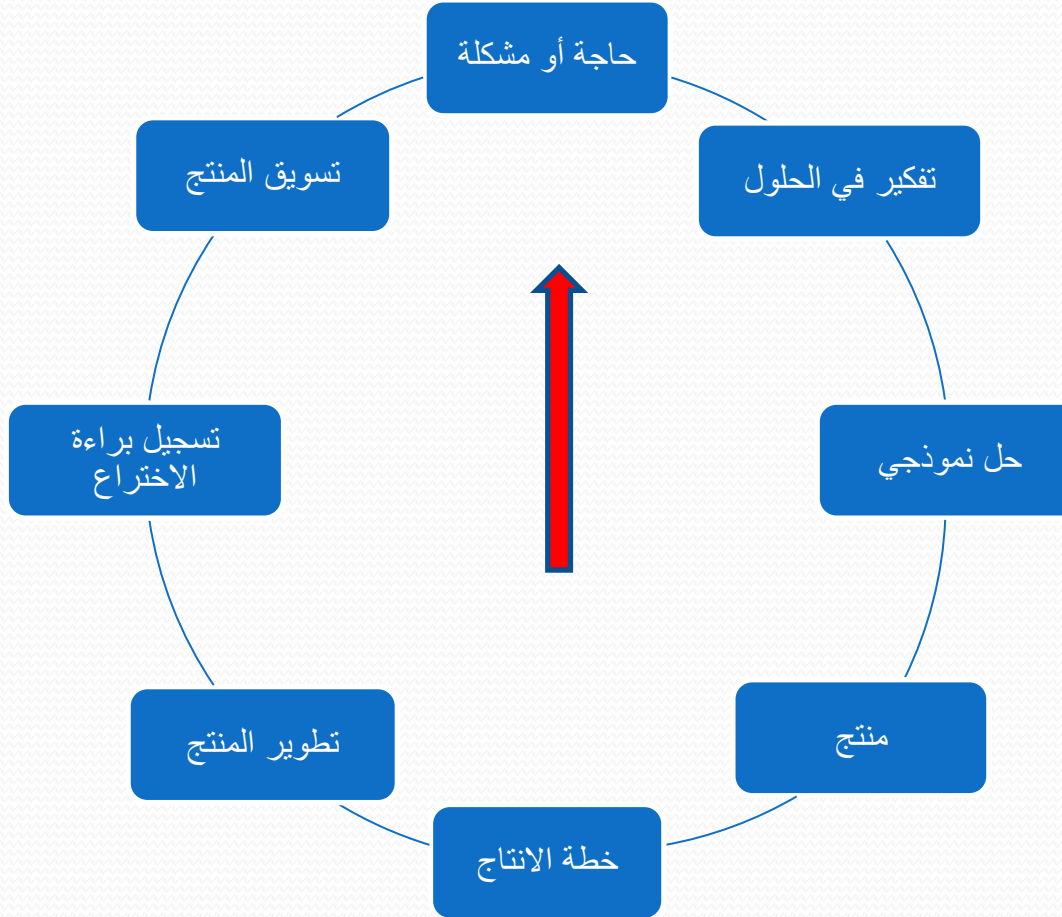 حاجة أو مشكلة
تفكير في الحلول
حل نموذجي
منتج
خطة الانتاج
تطوير المنتج
تسجيل براءة
الاختراع
تسويق المنتج